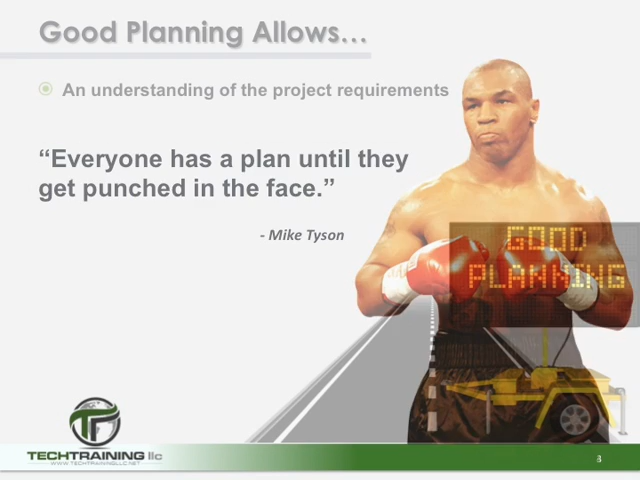 Good Planning Allows...
An understanding of the project requirements
“Everyone has a plan until they
get punched in the face.”
- Mike Tyson
GOOD
PLANNING
TECHTRAINING llc
WWW.TECHTRAININGLLC.NET